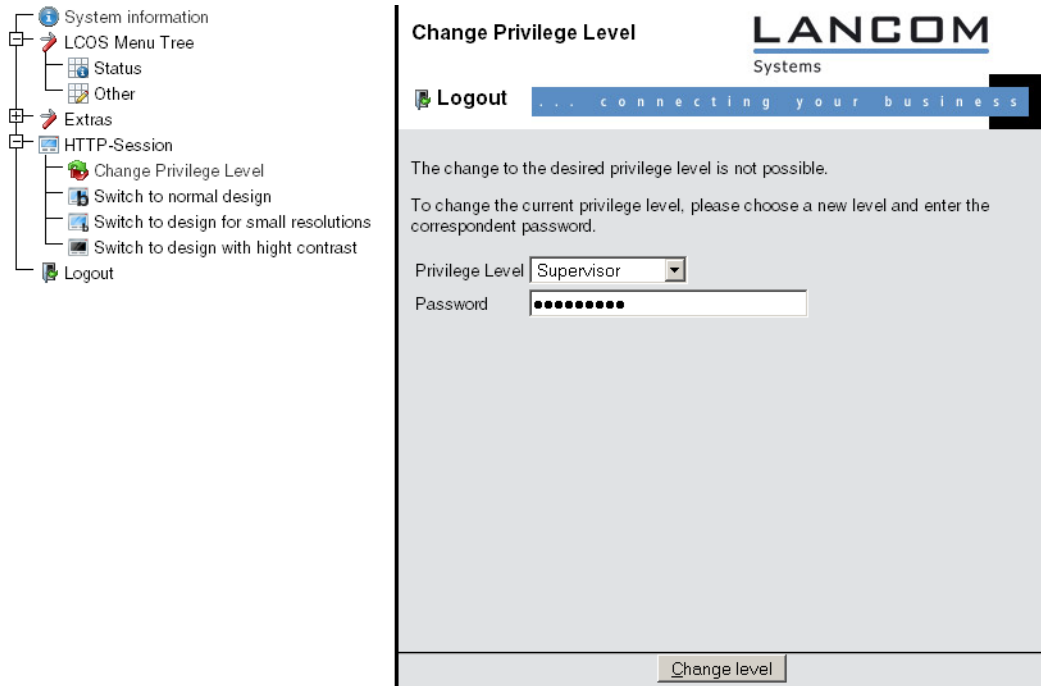 System information
LCOS Menu Tree
Status
Other
Extras
HTTP-Session
Change Privilege Level
Switch to normal design
Switch to design for small resolutions
Switch to design with hight contrast
Logout
Change Privilege Level
LANCOM
Systems
Logout
... connecting your business
The change to the desired privilege level is not possible.
To change the current privilege level, please choose a new level and enter the
correspondent password.
Privilege Level Supervisor
Password ●●●●●●●●●
Change level